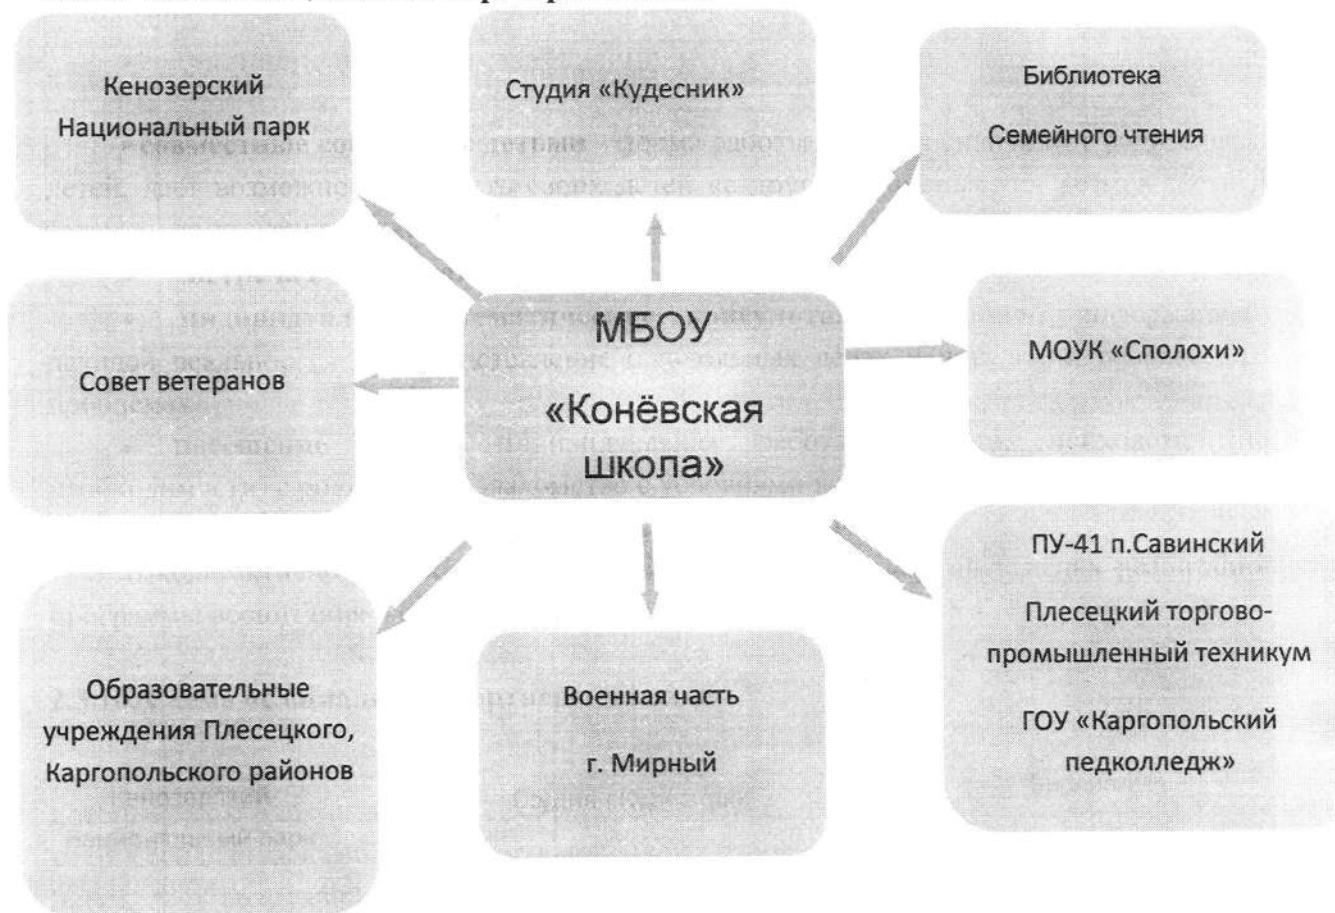 Кенозерский
Национальный парк
Студия «Кудесник»
Библиотека
Семейного чтения
Совет ветеранов
МБОУ
«Конёвская
школа»
МОУК «Сполохи»
Образовательные
учреждения Плесецкого,
Каргопольского районов
Военная часть
г. Мирный
ПУ-41 п.Савинский
Плесецкий торгово-
промышленный техникум
ГОУ «Каргопольский
педколледж»